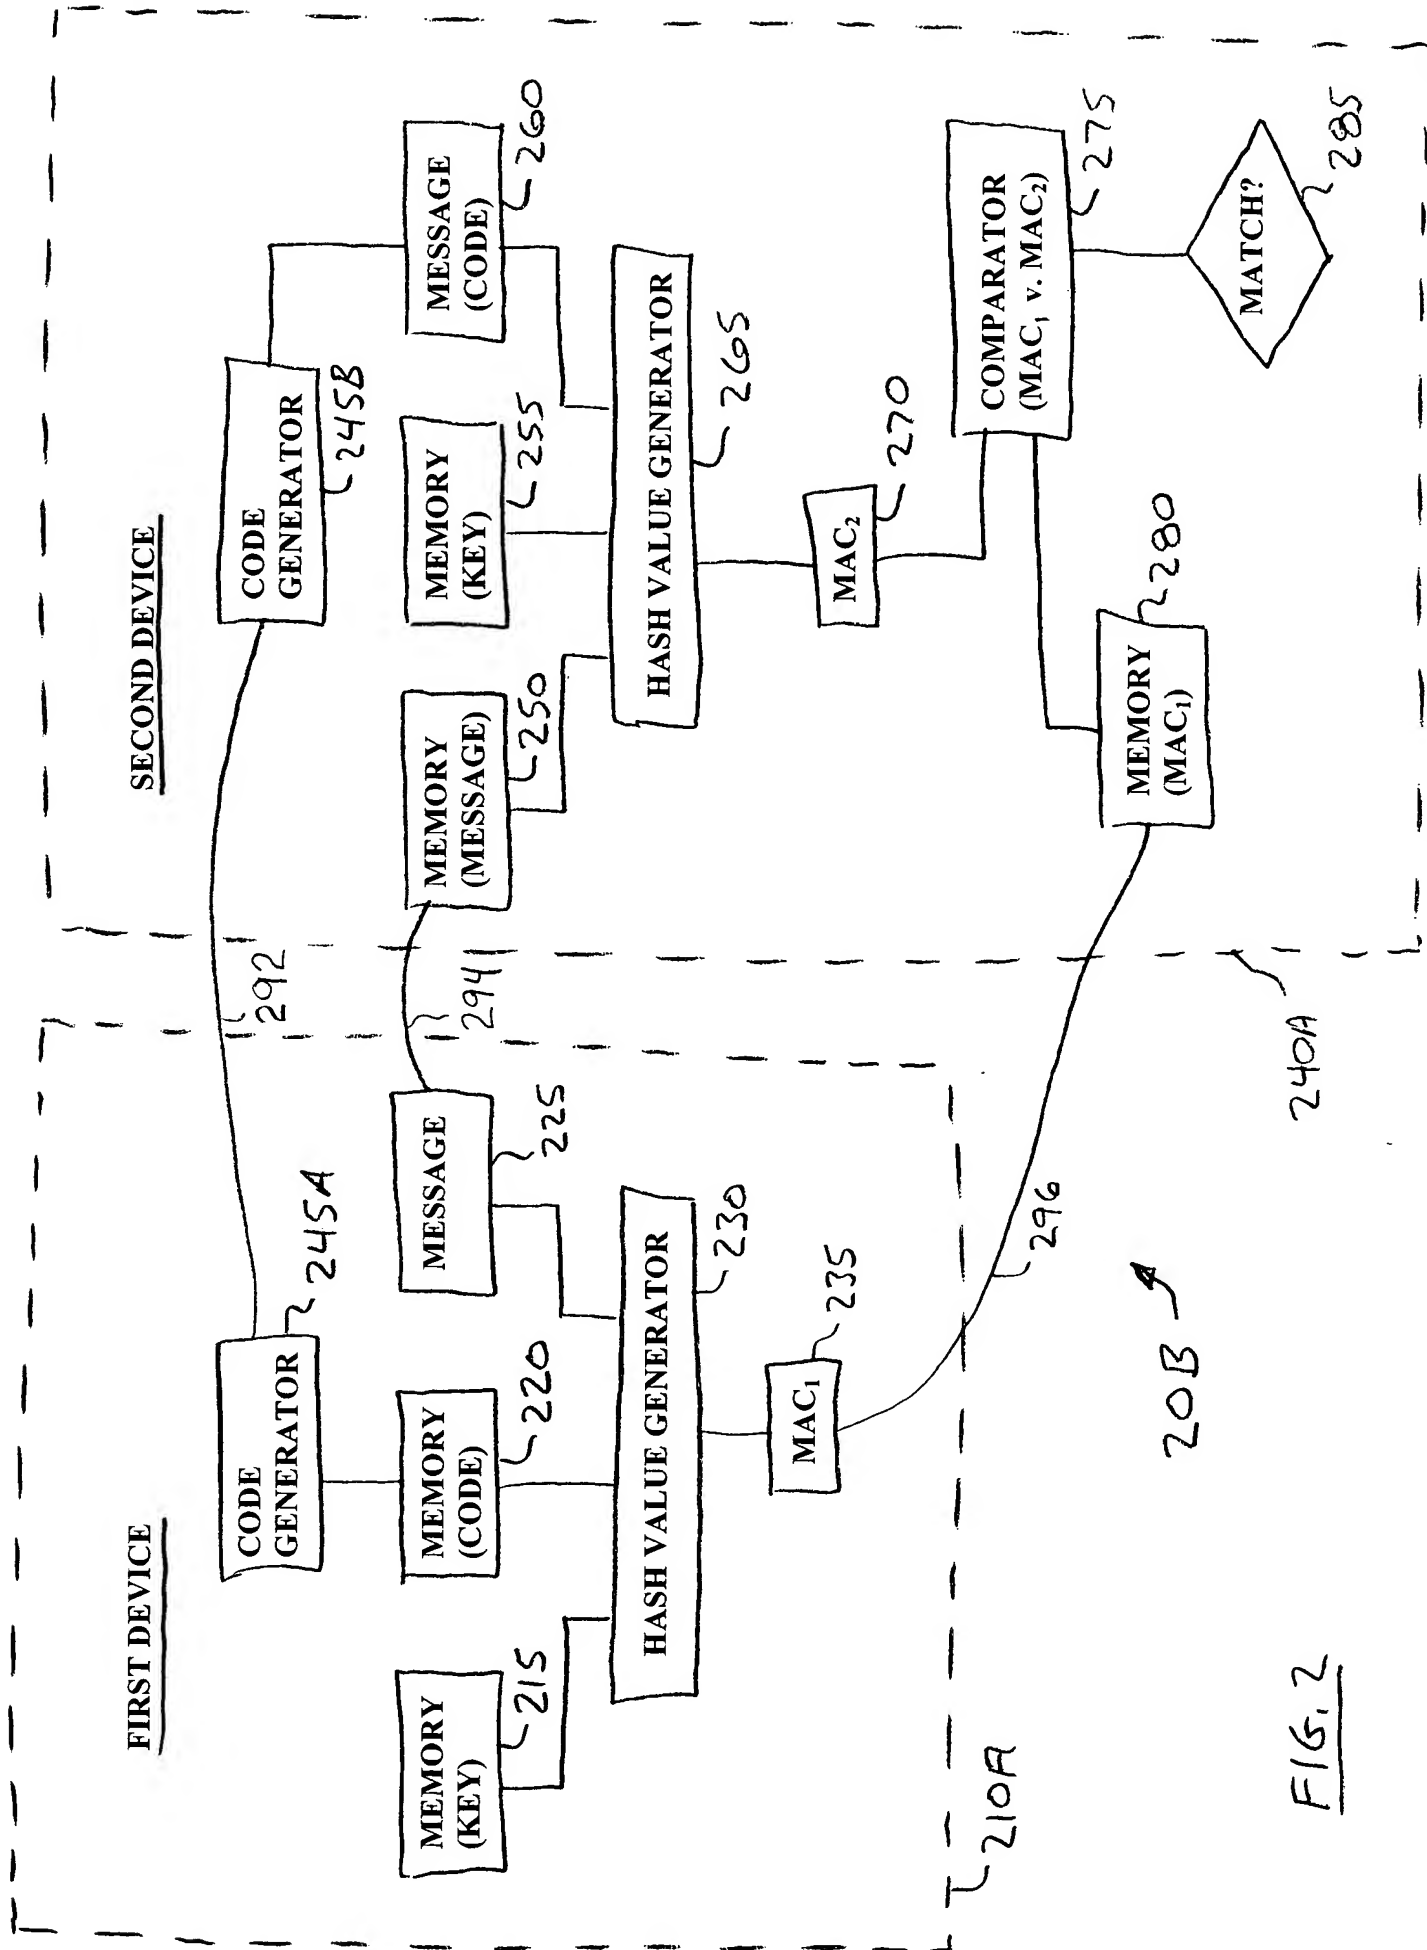 FIRST DEVICE
SECOND DEVICE
CODE
GENERATOR
245A
292
CODE
GENERATOR
245B
MEMORY
(KEY)
215
MEMORY
(CODE)
220
MESSAGE
225
294
MEMORY
(MESSAGE)
250
MEMORY
(KEY)
255
MESSAGE
(CODE)
260
HASH VALUE GENERATOR
230
HASH VALUE GENERATOR
265
MAC₁
235
MAC₂
270
COMPARATOR
(MAC₁ v. MAC₂)
275
296
MEMORY
(MAC₁)
280
MATCH?
285
210A
20B
240A
FIG. 2